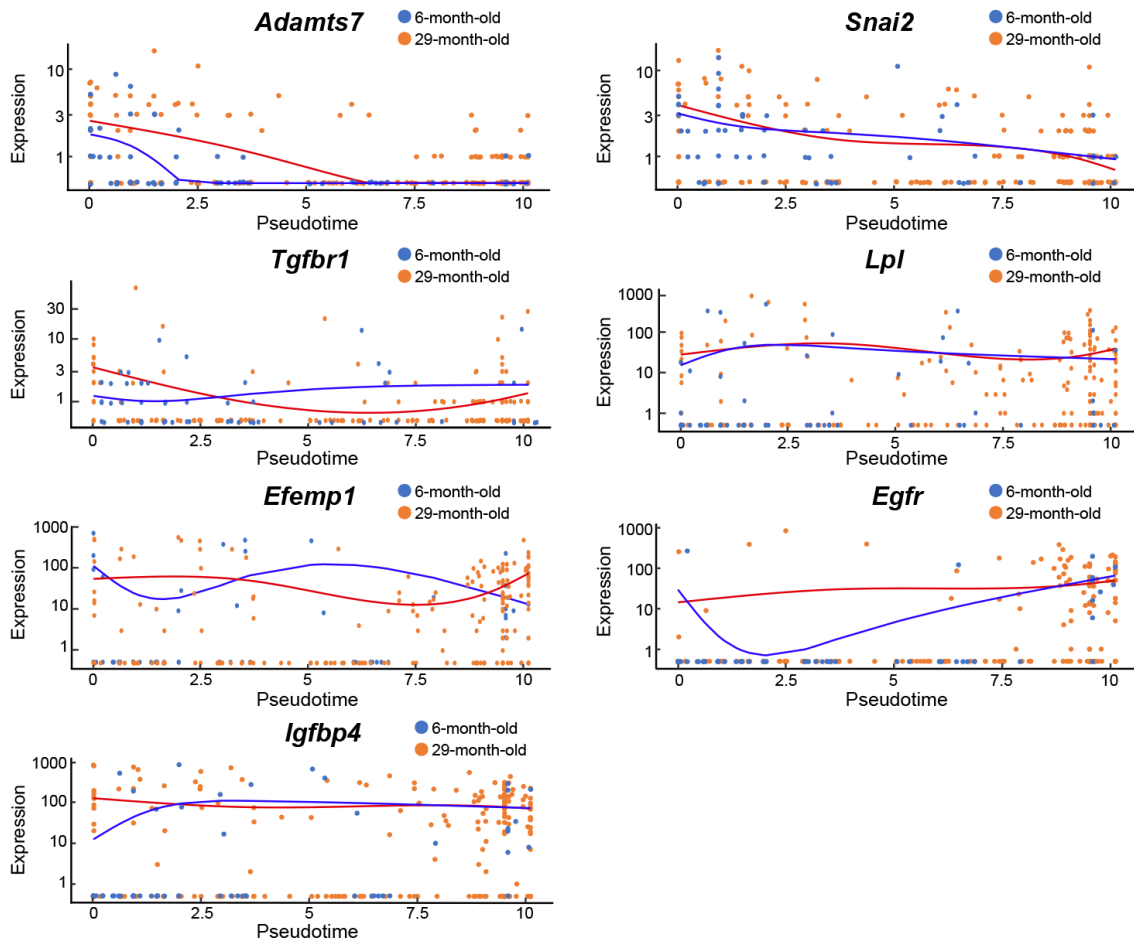 Adamts7
6-month-old
29-month-old
Expression
10
3
1
0
2.5
5
7.5
10
Pseudotime
Snai2
6-month-old
29-month-old
Expression
10
3
1
0
2.5
5
7.5
10
Pseudotime
Tgfbr1
6-month-old
29-month-old
Expression
30
10
3
1
0
2.5
5
7.5
10
Pseudotime
Lpl
6-month-old
29-month-old
Expression
1000
100
10
1
0
2.5
5
7.5
10
Pseudotime
Efemp1
6-month-old
29-month-old
Expression
1000
100
10
1
0
2.5
5
7.5
10
Pseudotime
Egfr
6-month-old
29-month-old
Expression
1000
100
10
1
0
2.5
5
7.5
10
Pseudotime
Igfbp4
6-month-old
29-month-old
Expression
1000
100
10
1
0
2.5
5
7.5
10
Pseudotime